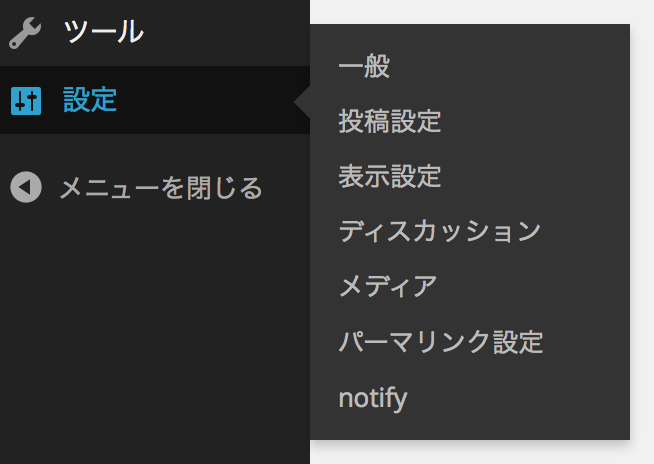 ツール
設定
メニューを閉じる
一般
投稿設定
表示設定
ディスカッション
メディア
パーマリンク設定
notify